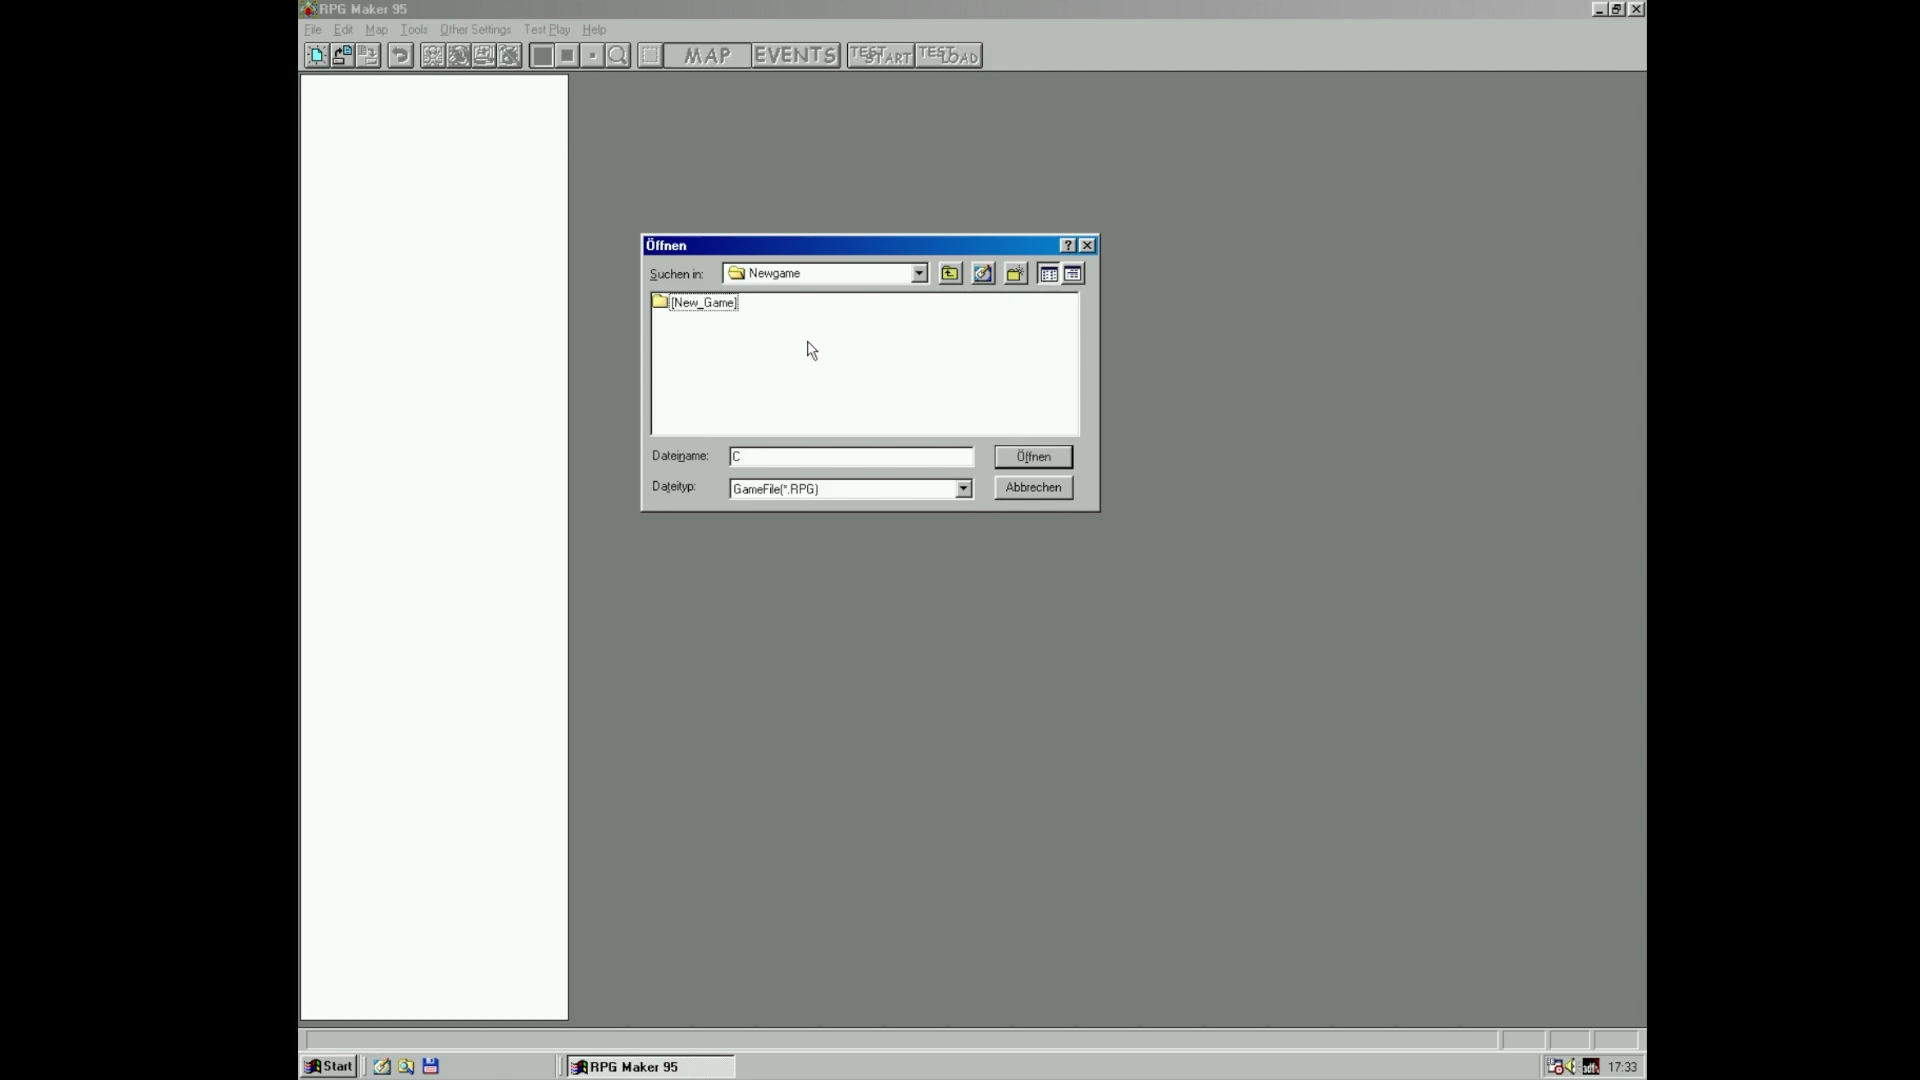 RPG Maker 95
File Edit Map Tools Other Settings Test Play Help
MAP EVENTS TEST START TEST LOAD
Öffnen
Suchen in: Newgame
[New_Game]
Dateiname: C Öffnen
Dateityp: GameFile(*.RPG) Abbrechen
Start RPG Maker 95 17:33